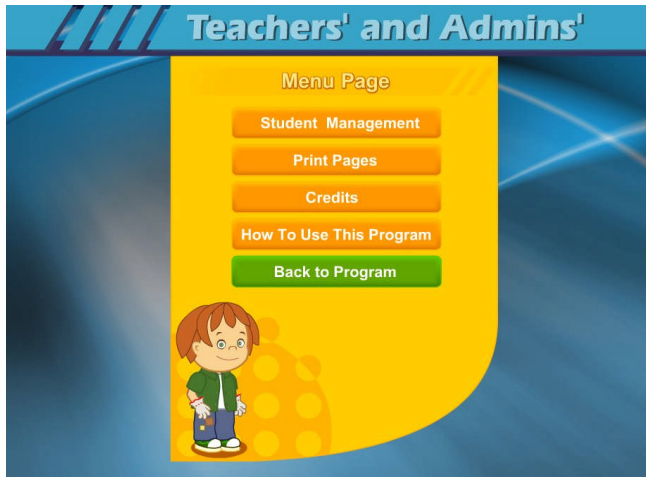 Teachers' and Admins'
Menu Page
Student Management
Print Pages
Credits
How To Use This Program
Back to Program